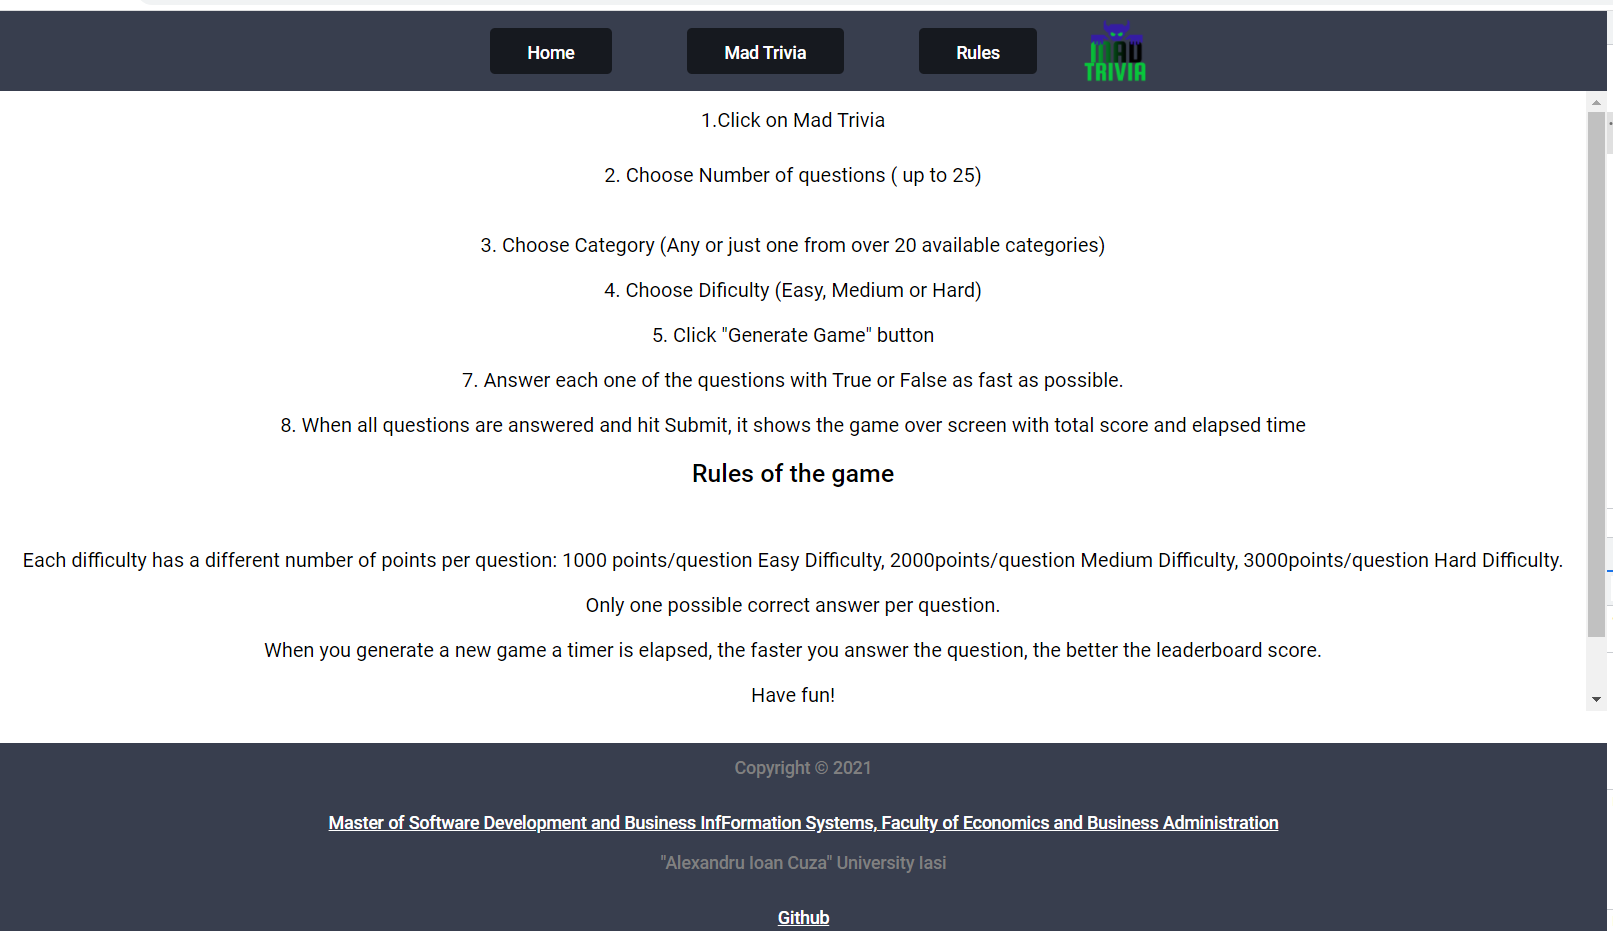 Home
Mad Trivia
Rules
MAD
TRIVIA
1.Click on Mad Trivia
2. Choose Number of questions ( up to 25)
3. Choose Category (Any or just one from over 20 available categories)
4. Choose Dificulty (Easy, Medium or Hard)
5. Click "Generate Game" button
7. Answer each one of the questions with True or False as fast as possible.
8. When all questions are answered and hit Submit, it shows the game over screen with total score and elapsed time
Rules of the game
Each difficulty has a different number of points per question: 1000 points/question Easy Difficulty, 2000points/question Medium Difficulty, 3000points/question Hard Difficulty.
Only one possible correct answer per question.
When you generate a new game a timer is elapsed, the faster you answer the question, the better the leaderboard score.
Have fun!
Copyright © 2021
Master of Software Development and Business InfFormation Systems, Faculty of Economics and Business Administration
"Alexandru Ioan Cuza" University Iasi
Github